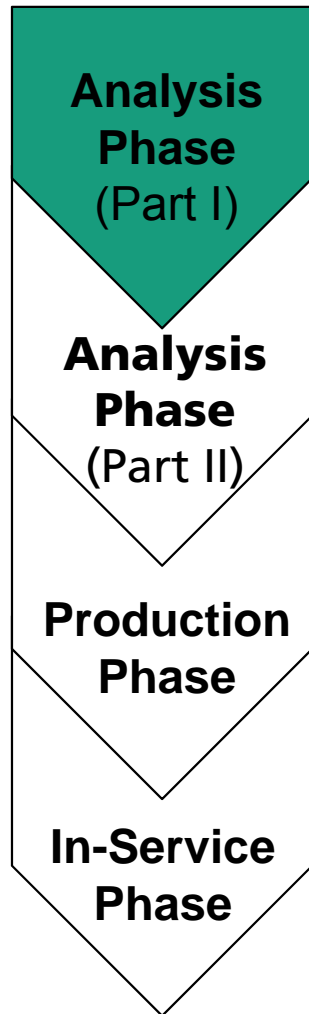 Analysis
Phase
(Part I)
Analysis
Phase
(Part II)
Production
Phase
In-Service
Phase